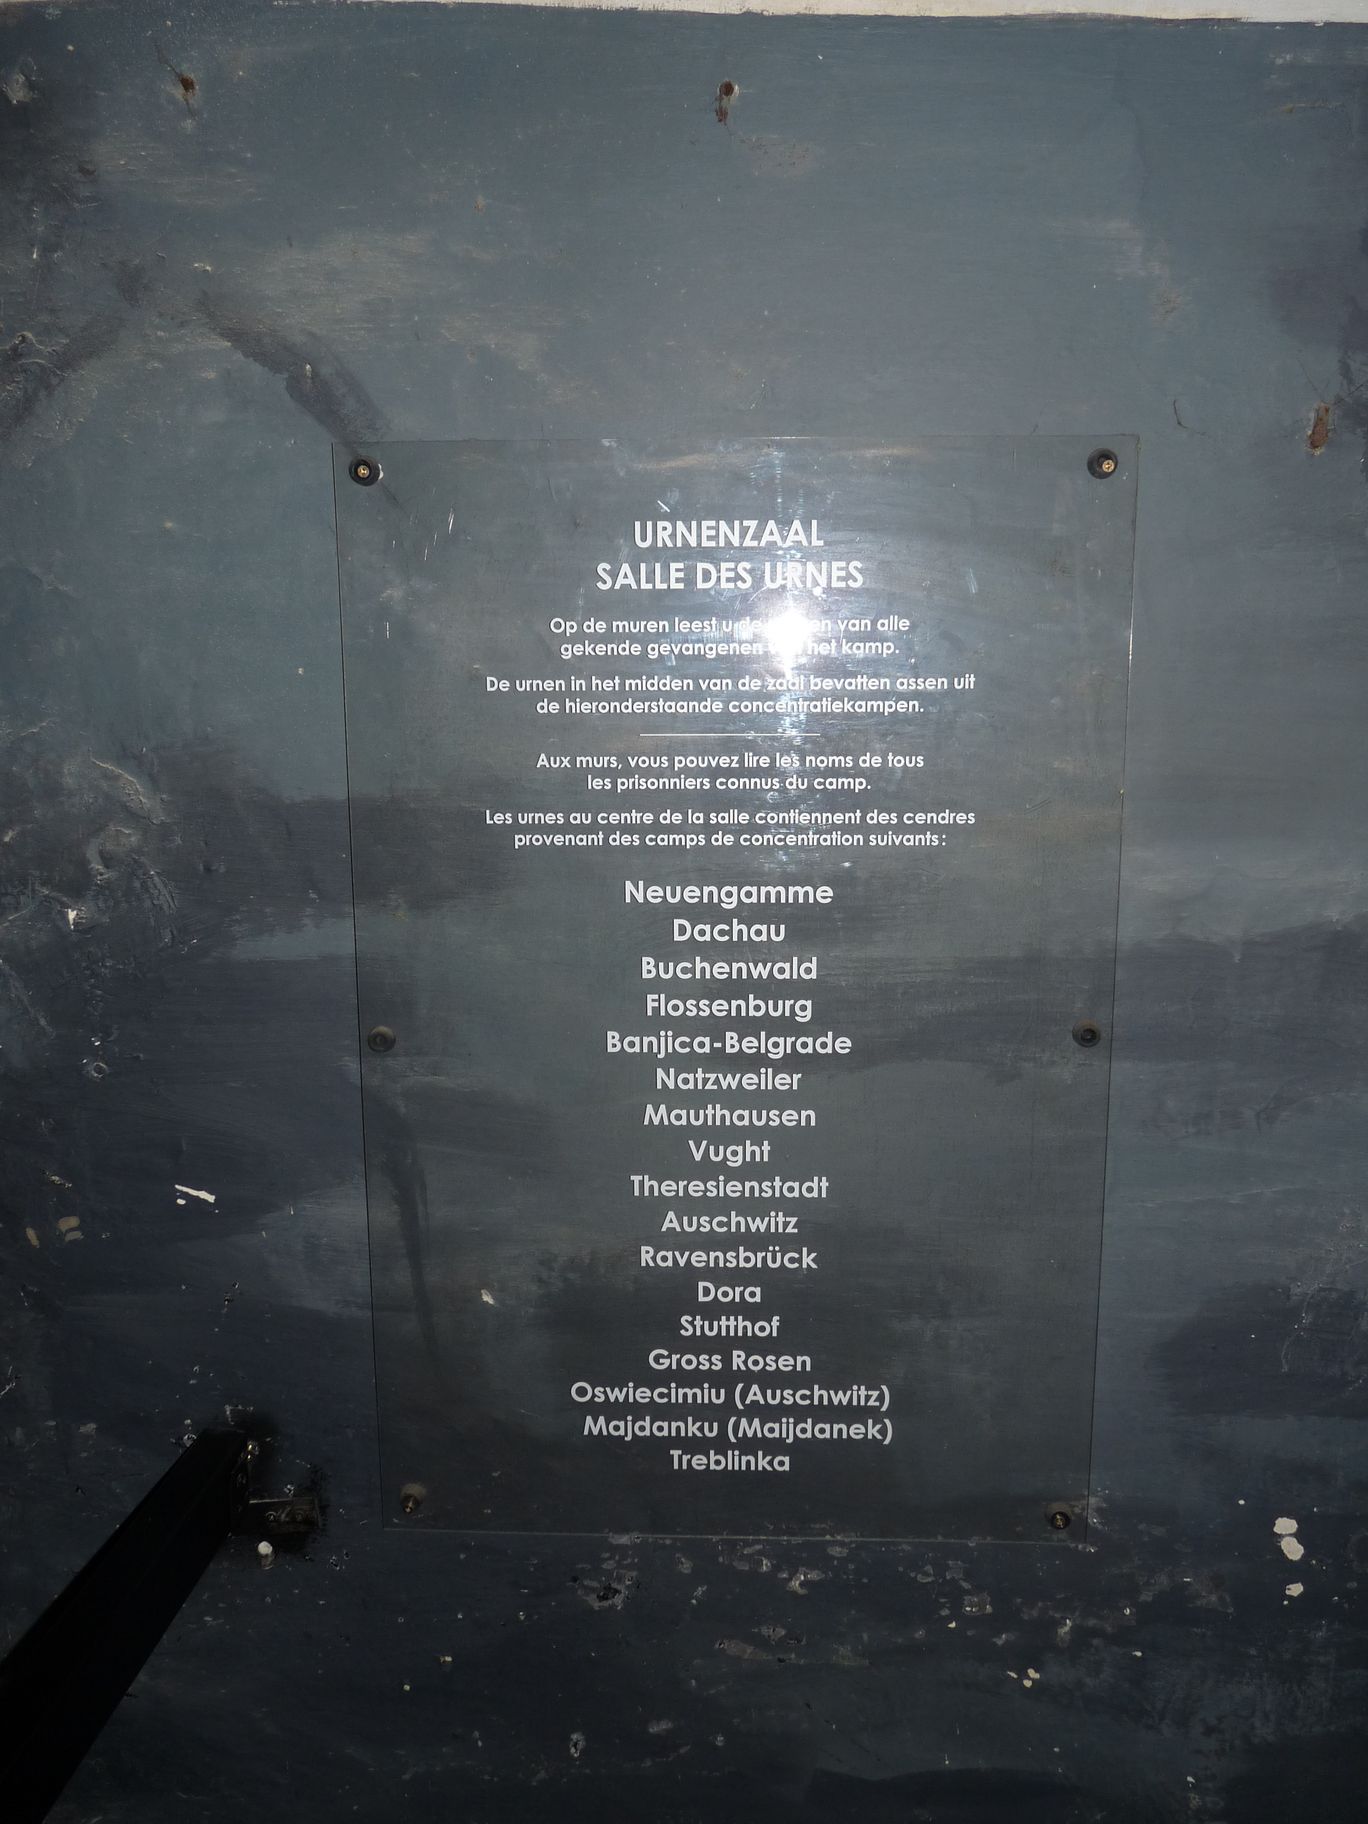 URNENZAAL
SALLE DES URNES
Op de muren leest u de van alle
gekende gevangenen het kamp.
De urnen in het midden van de zaal bevatten assen uit
de hieronderstaande concentratiekampen.
Aux murs, vous pouvez lire les noms de tous
les prisonniers connus du camp.
Les urnes au centre de la salle contiennent des cendres
provenant des camps de concentration suivants:
Neuengamme
Dachau
Buchenwald
Flossenburg
Banjica-Belgrade
Natzweiler
Mauthausen
Vught
Theresienstadt
Auschwitz
Ravensbrück
Dora
Stutthof
Gross Rosen
Oswiecimiu (Auschwitz)
Majdanku (Maijdanek)
Treblinka